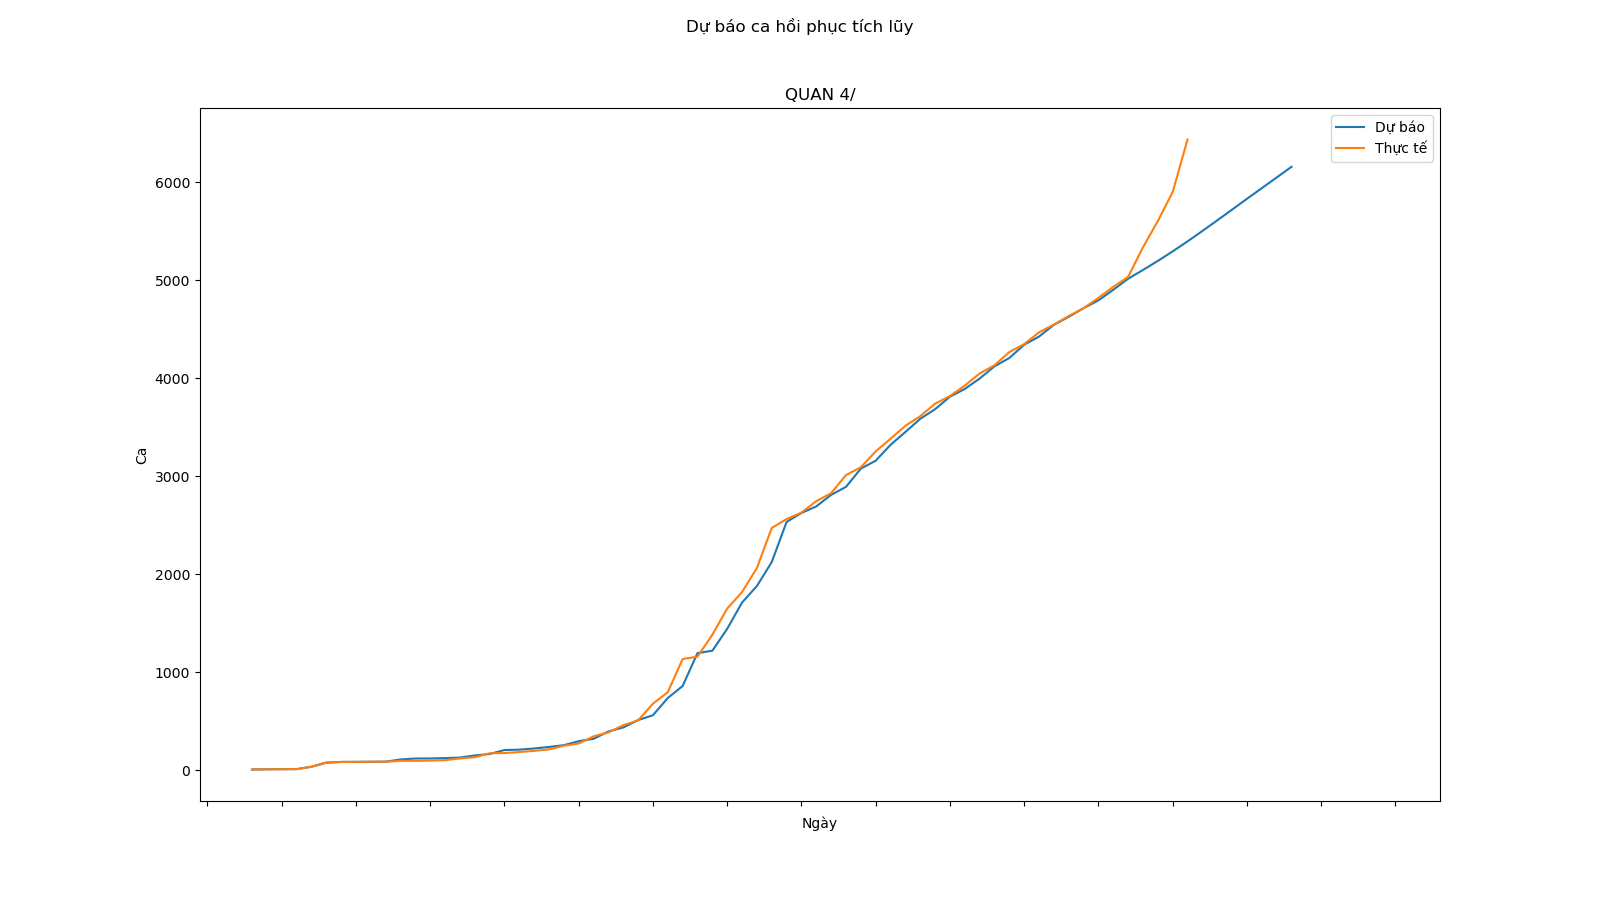 Dự báo ca hồi phục tích lũy
QUAN 4/
Dự báo
Thực tế
6000
5000
4000
3000
2000
1000
0
Ca
Ngày